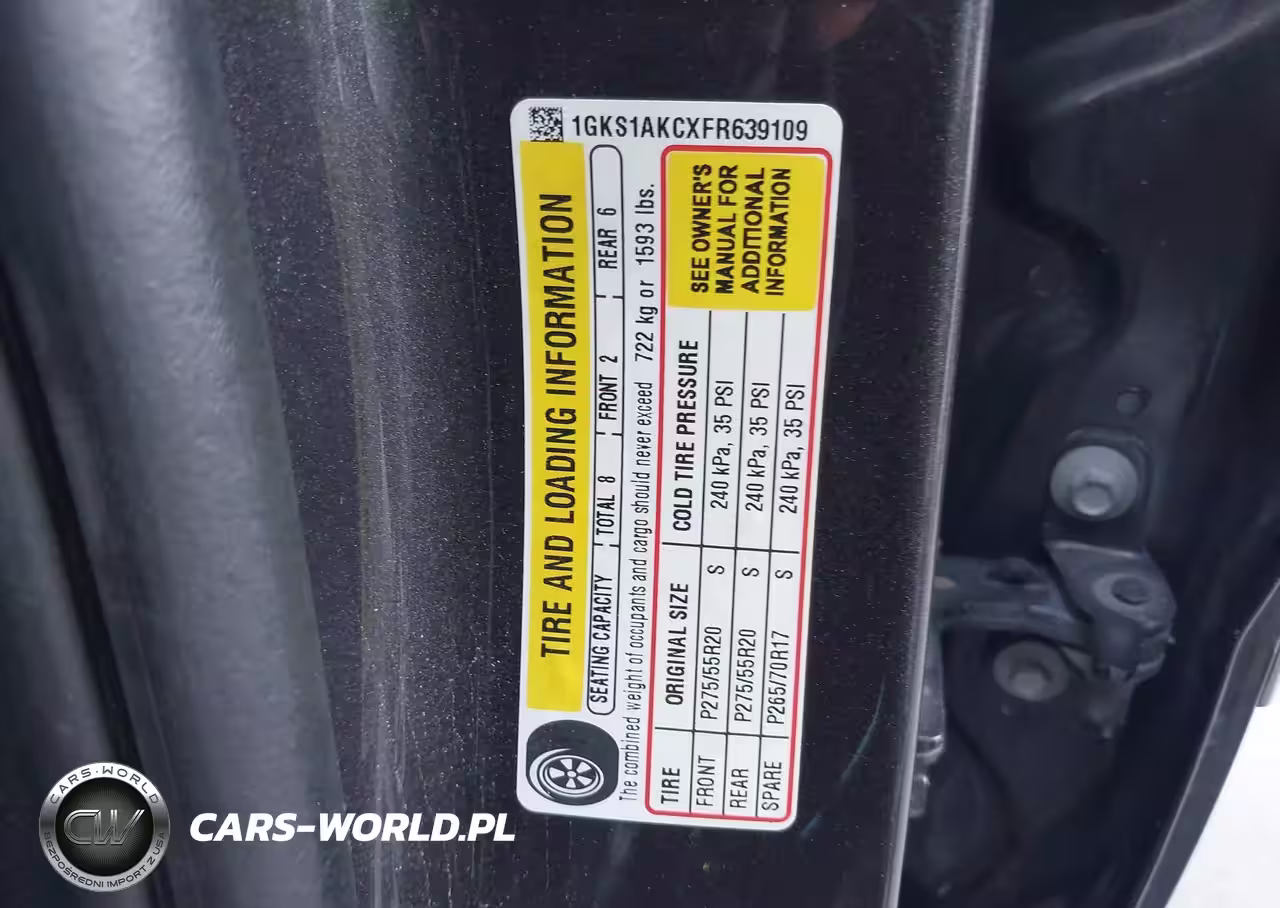 1GKS1AKCXFR639109
TIRE AND LOADING INFORMATION
SEATING CAPACITY TOTAL 8 FRONT 2 REAR 6
The combined weight of occupants and cargo should never exceed 722 kg or 1593 lbs.
TIRE ORIGINAL SIZE COLD TIRE PRESSURE
FRONT P275/55R20 S 240 kPa, 35 PSI
REAR P275/55R20 S 240 kPa, 35 PSI
SPARE P265/70R17 S 240 kPa, 35 PSI
SEE OWNER'S
MANUAL FOR
ADDITIONAL
INFORMATION
CARS-WORLD
CW
BEZPOŚREDNI IMPORT Z USA
CARS-WORLD.PL